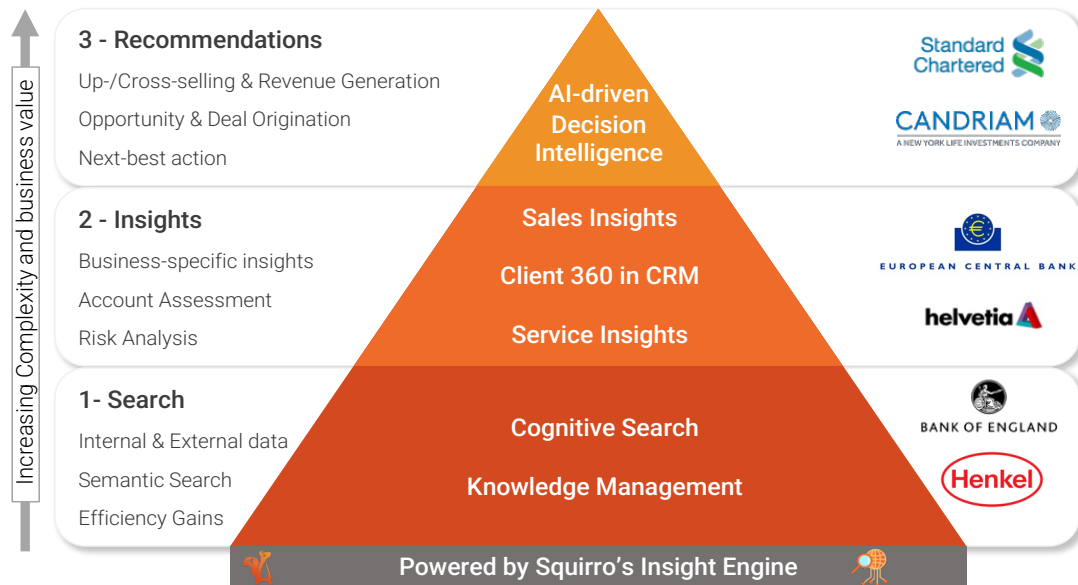 Increasing Complexity and business value
3 - Recommendations
Up-/Cross-selling & Revenue Generation
Opportunity & Deal Origination
Next-best action
AI-driven
Decision
Intelligence
Standard
Chartered
CANDRIAM
A NEW YORK LIFE INVESTMENTS COMPANY
2 - Insights
Business-specific insights
Account Assessment
Risk Analysis
Sales Insights
Client 360 in CRM
Service Insights
€
EUROPEAN CENTRAL BANK
helvetia
1- Search
Internal & External data
Semantic Search
Efficiency Gains
Cognitive Search
Knowledge Management
BANK OF ENGLAND
Henkel
Powered by Squirro's Insight Engine